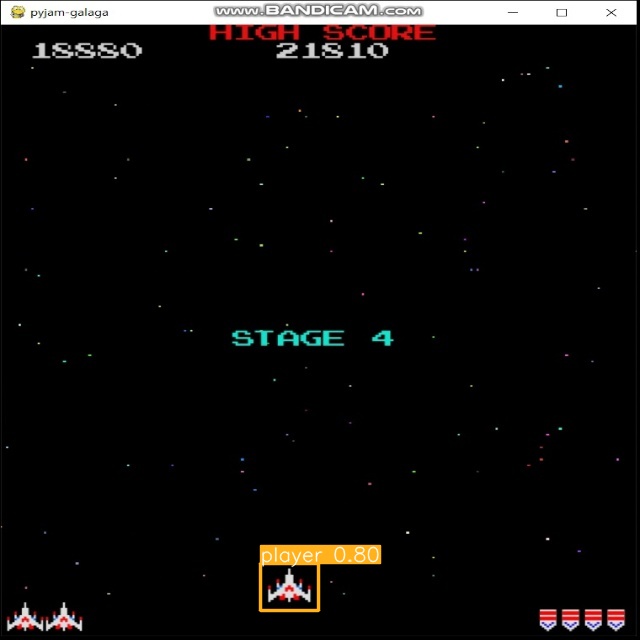 pyjam-galaga
www.BANDICAM.com
HIGH SCORE
18880 21810
STAGE 4
player 0.80